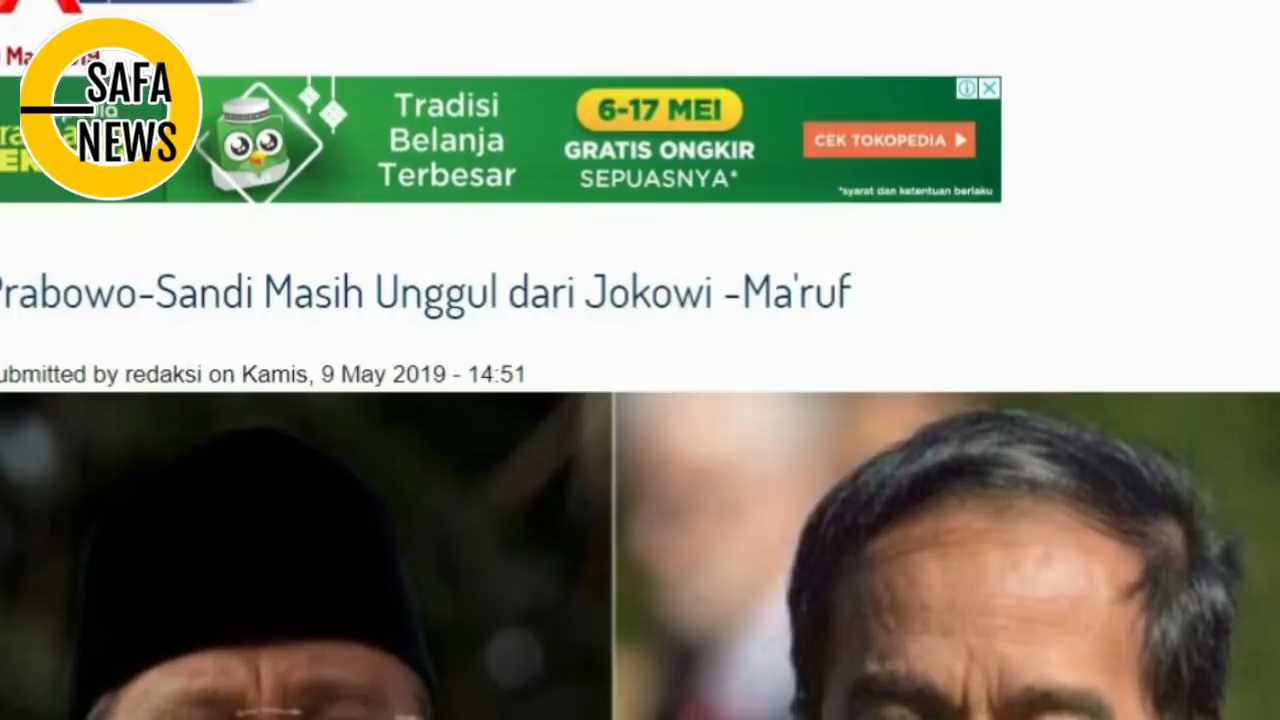 SAFA
NEWS
Tradisi
Belanja
Terbesar
6-17 MEI
GRATIS ONGKIR
SEPUASNYA*
CEK TOKOPEDIA
*syarat dan ketentuan berlaku
Prabowo-Sandi Masih Unggul dari Jokowi -Ma'ruf
ubmitted by redaksi on Kamis, 9 May 2019 - 14:51